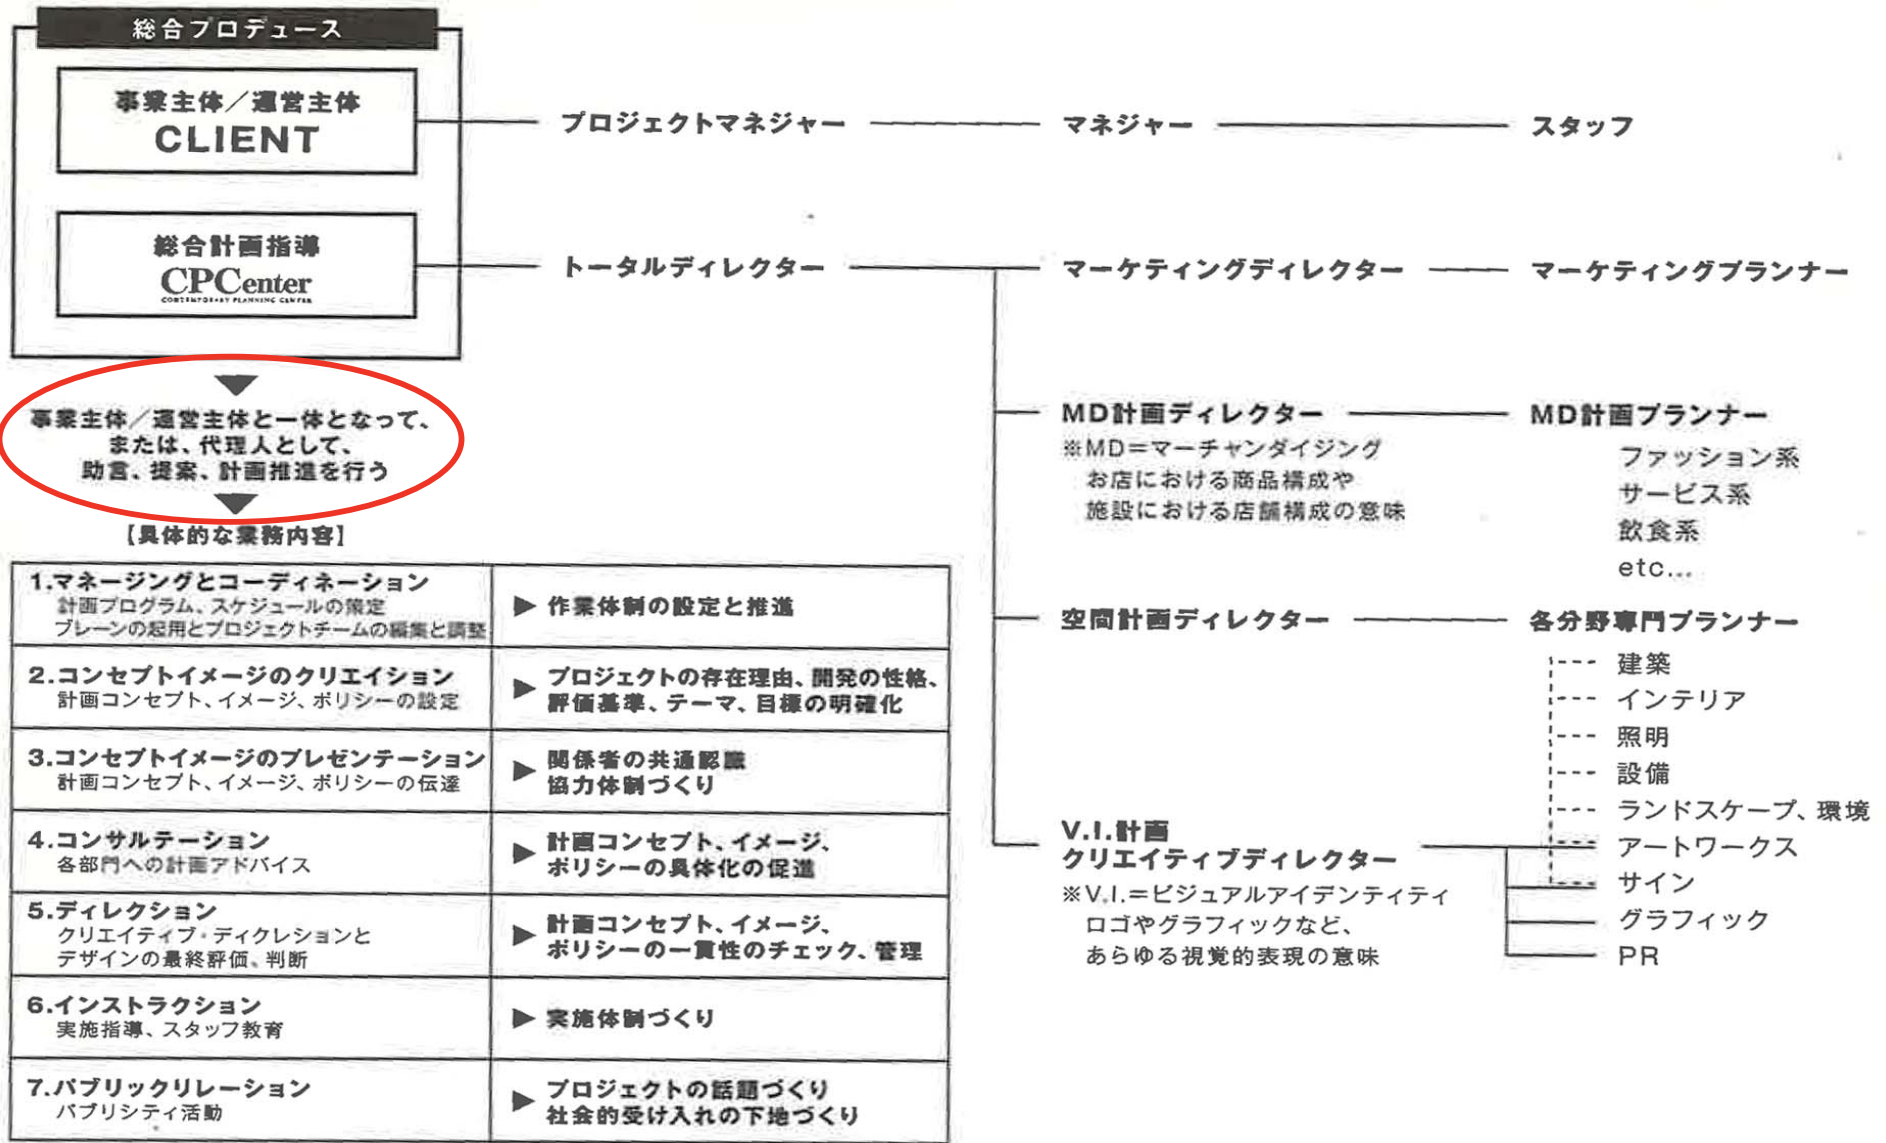 総合プロデュース
事業主体／運営主体
CLIENT
プロジェクトマネジャー
マネジャー
スタッフ
総合計画指導
CPCenter
CONTEMPORARY PLANNING CENTER
トータルディレクター
マーケティングディレクター
マーケティングプランナー
事業主体／運営主体と一体となって、
または、代理人として、
助言、提案、計画推進を行う
【具体的な業務内容】
1.マネージングとコーディネーション
計画プログラム、スケジュールの策定
ブレーンの起用とプロジェクトチームの編集と調整
▶ 作業体制の設定と推進
2.コンセプトイメージのクリエイション
計画コンセプト、イメージ、ポリシーの設定
▶ プロジェクトの存在理由、開発の性格、
評価基準、テーマ、目標の明確化
3.コンセプトイメージのプレゼンテーション
計画コンセプト、イメージ、ポリシーの伝達
▶ 関係者の共通認識
協力体制づくり
4.コンサルテーション
各部門への計画アドバイス
▶ 計画コンセプト、イメージ、
ポリシーの具体化の促進
5.ディレクション
クリエイティブ・ディクレションと
デザインの最終評価、判断
▶ 計画コンセプト、イメージ、
ポリシーの一貫性のチェック、管理
6.インストラクション
実施指導、スタッフ教育
▶ 実施体制づくり
7.パブリックリレーション
パブリシティ活動
▶ プロジェクトの話題づくり
社会的受け入れの下地づくり
MD計画ディレクター
※MD＝マーチャンダイジング
お店における商品構成や
施設における店舗構成の意味
MD計画プランナー
ファッション系
サービス系
飲食系
etc...
空間計画ディレクター
各分野専門プランナー
建築
インテリア
照明
設備
ランドスケープ、環境
アートワークス
サイン
グラフィック
PR
V.I.計画
クリエイティブディレクター
※V.I.＝ビジュアルアイデンティティ
ロゴやグラフィックなど、
あらゆる視覚的表現の意味